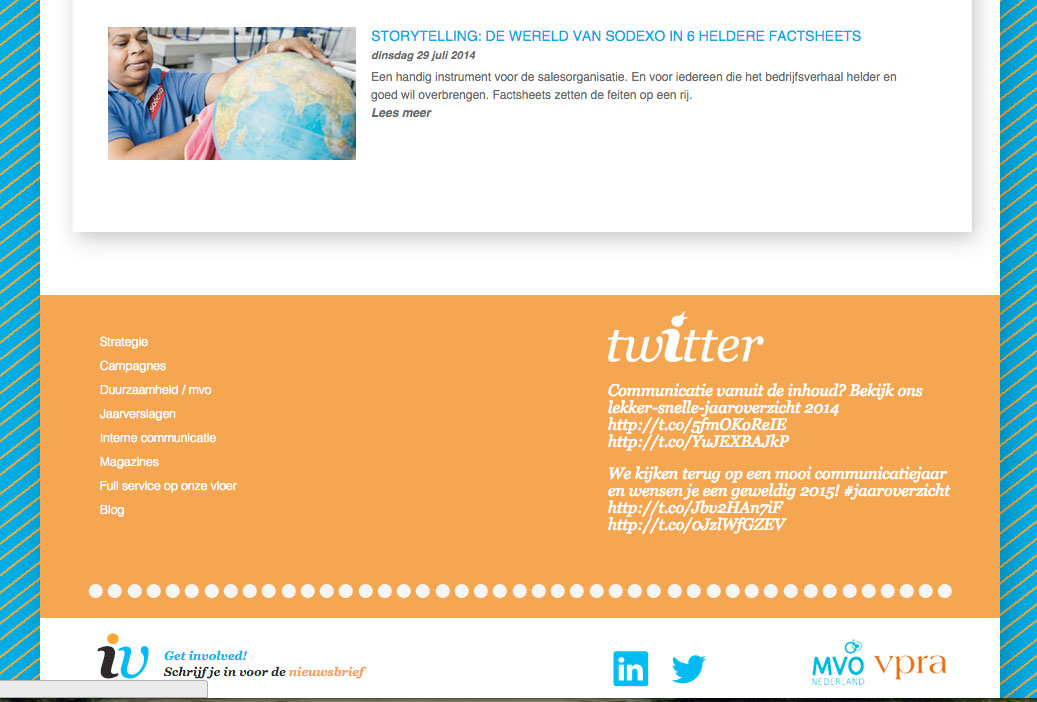 STORYTELLING: DE WERELD VAN SODEXO IN 6 HELDERE FACTSHEETS
dinsdag 29 juli 2014
Een handig instrument voor de salesorganisatie. En voor iedereen die het bedrijfsverhaal helder en
goed wil overbrengen. Factsheets zetten de feiten op een rij.
Lees meer
sodexo
Strategie
Campagnes
Duurzaamheid / mvo
Jaarverslagen
Interne communicatie
Magazines
Full service op onze vloer
Blog
twitter
Communicatie vanuit de inhoud? Bekijk ons
lekker-snelle-jaaroverzicht 2014
http://t.co/5fmOKoReIE
http://t.co/YuJEXBAJkP
We kijken terug op een mooi communicatiejaar
en wensen je een geweldig 2015! #jaaroverzicht
http://t.co/Jbv2HAn7iF
http://t.co/0JzlWfGZEV
iv
Get involved!
Schrijf je in voor de nieuwsbrief
in
MVO
NEDERLAND
vpra